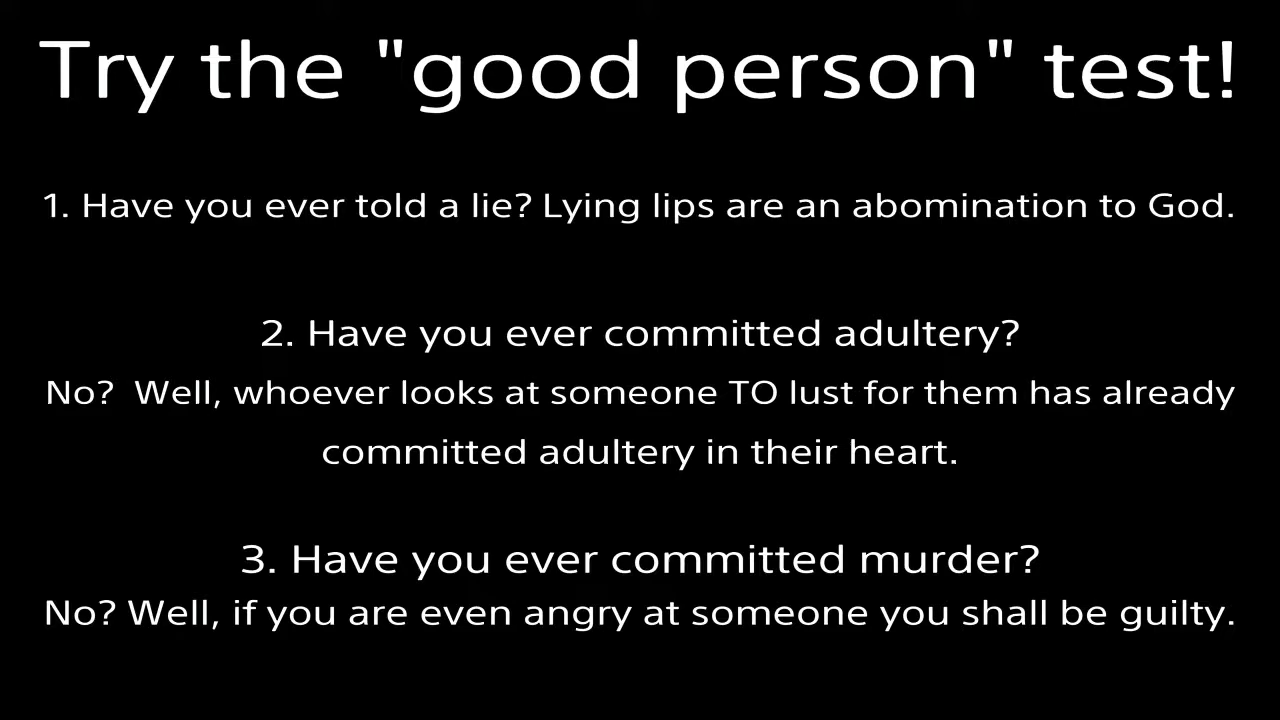 Try the "good person" test!
1. Have you ever told a lie? Lying lips are an abomination to God.
2. Have you ever committed adultery?
No?  Well, whoever looks at someone TO lust for them has already
committed adultery in their heart.
3. Have you ever committed murder?
No? Well, if you are even angry at someone you shall be guilty.